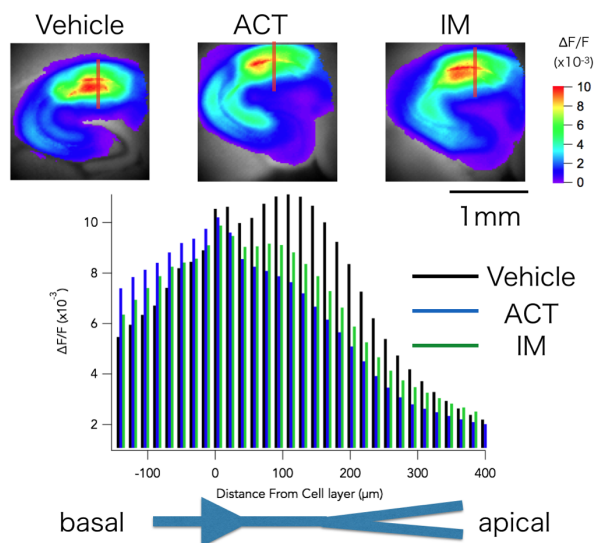 Vehicle ACT IM
ΔF/F
(x10⁻³)
10
8
6
4
2
0
1mm
10
8
6
4
2
ΔF/F (x10⁻³)
Vehicle
ACT
IM
-100 0 100 200 300 400
Distance From Cell layer (μm)
basal apical